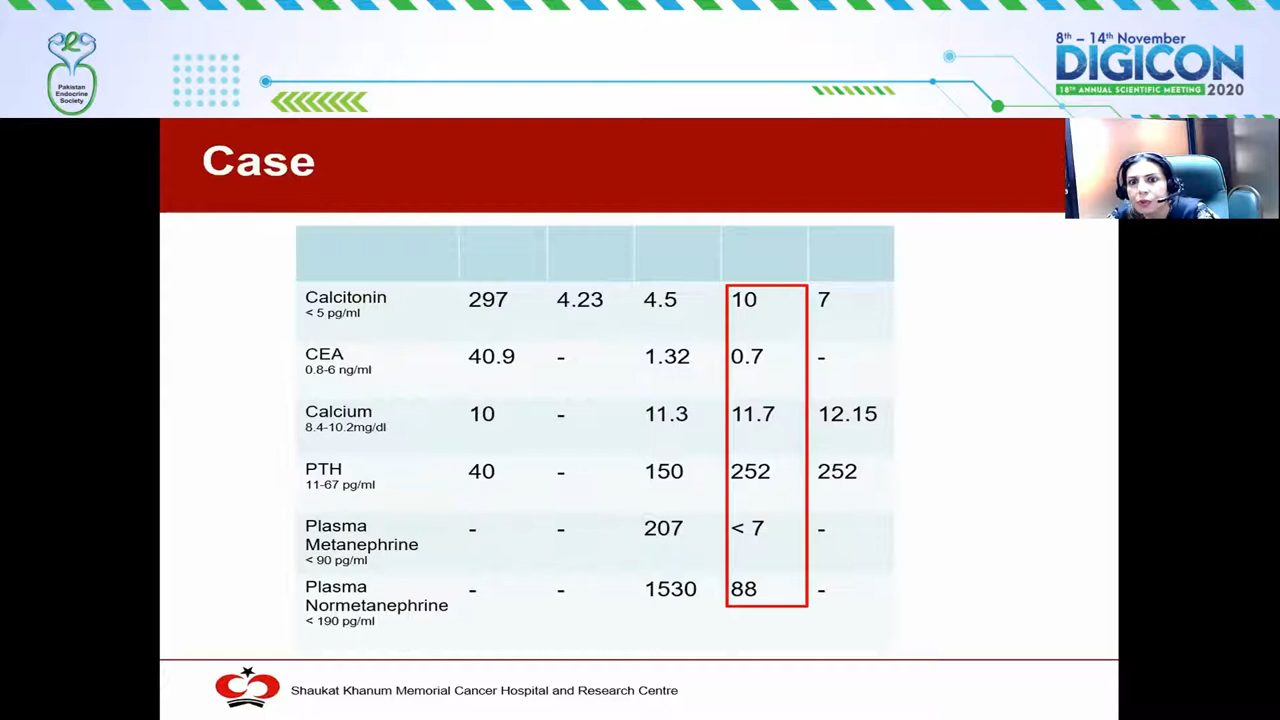 Pakistan
Endocrine
Society
8th – 14th November
DIGICON
18TH ANNUAL SCIENTIFIC MEETING 2020
Case
Calcitonin 297 4.23 4.5 10 7
< 5 pg/ml
CEA 40.9 - 1.32 0.7 -
0.8-6 ng/ml
Calcium 10 - 11.3 11.7 12.15
8.4-10.2mg/dl
PTH 40 - 150 252 252
11-67 pg/ml
Plasma - - 207 < 7 -
Metanephrine
< 90 pg/ml
Plasma - - 1530 88 -
Normetanephrine
< 190 pg/ml
Shaukat Khanum Memorial Cancer Hospital and Research Centre